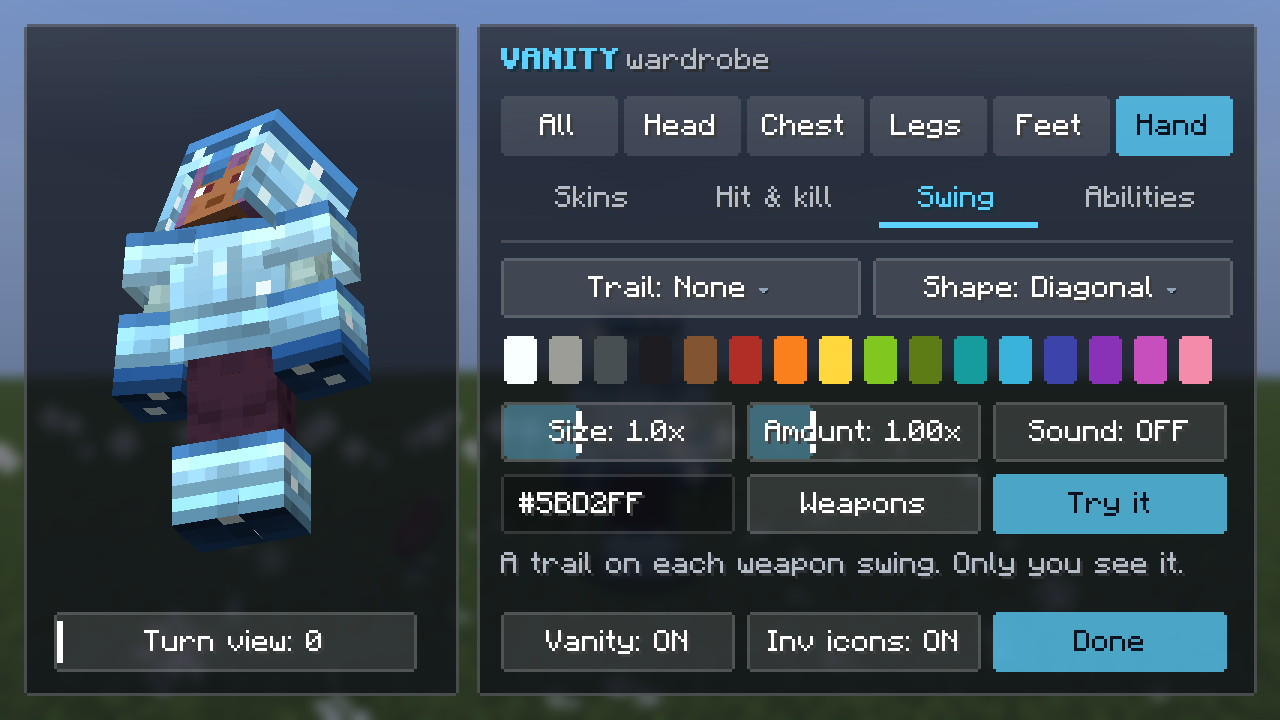 VANITY wardrobe
All Head Chest Legs Feet Hand
Skins Hit & kill Swing Abilities
Trail: None Shape: Diagonal
Size: 1.0x Amount: 1.00x Sound: OFF
#5BD2FF Weapons Try it
A trail on each weapon swing. Only you see it.
Turn view: 0 Vanity: ON Inv icons: ON Done